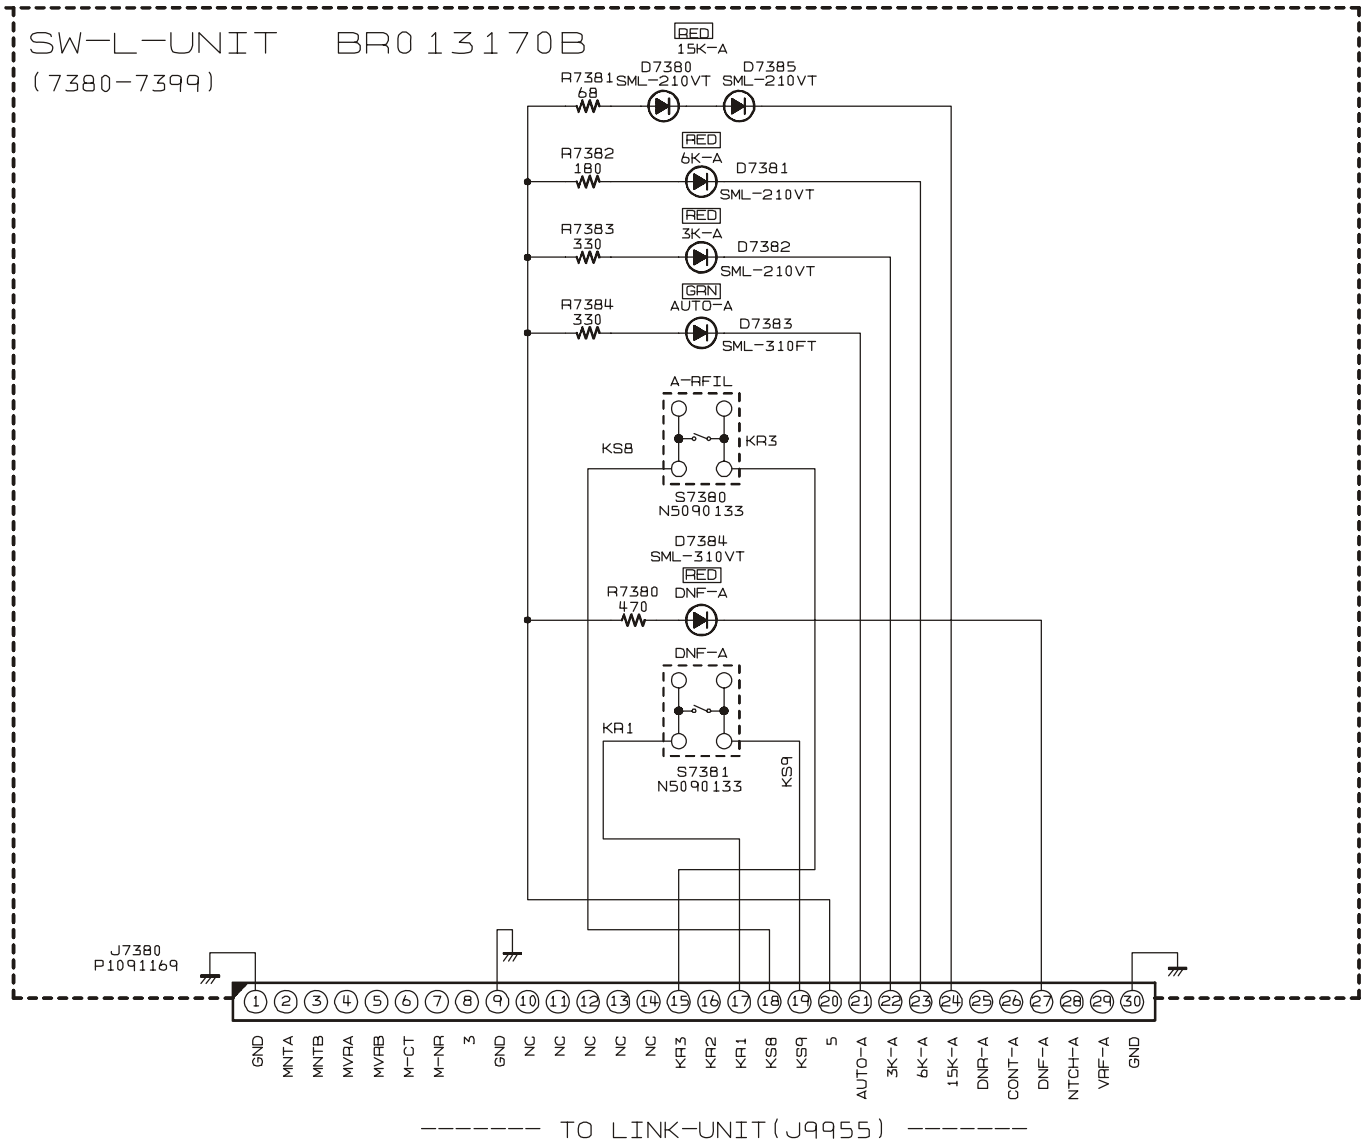 SW-L-UNIT BR013170B
(7380-7399)
RED
15K-A
R7381
68
D7380
SML-210VT
D7385
SML-210VT
RED
6K-A
R7382
180
D7381
SML-210VT
RED
3K-A
R7383
330
D7382
SML-210VT
GRN
AUTO-A
R7384
330
D7383
SML-310FT
A-RFIL
KS8
KR3
S7380
N5090133
D7384
SML-310VT
RED
DNF-A
R7380
470
DNF-A
KR1
KS9
S7381
N5090133
J7380
P1091169
1 2 3 4 5 6 7 8 9 10 11 12 13 14 15 16 17 18 19 20 21 22 23 24 25 26 27 28 29 30
GND
MNTA
MNTB
MVRA
MVRB
M-CT
M-NR
3
GND
NC
NC
NC
NC
NC
KR3
KR2
KR1
KS8
KS9
5
AUTO-A
3K-A
6K-A
15K-A
DNR-A
CONT-A
DNF-A
NTCH-A
VRF-A
GND
------- TO LINK-UNIT(J9955) -------